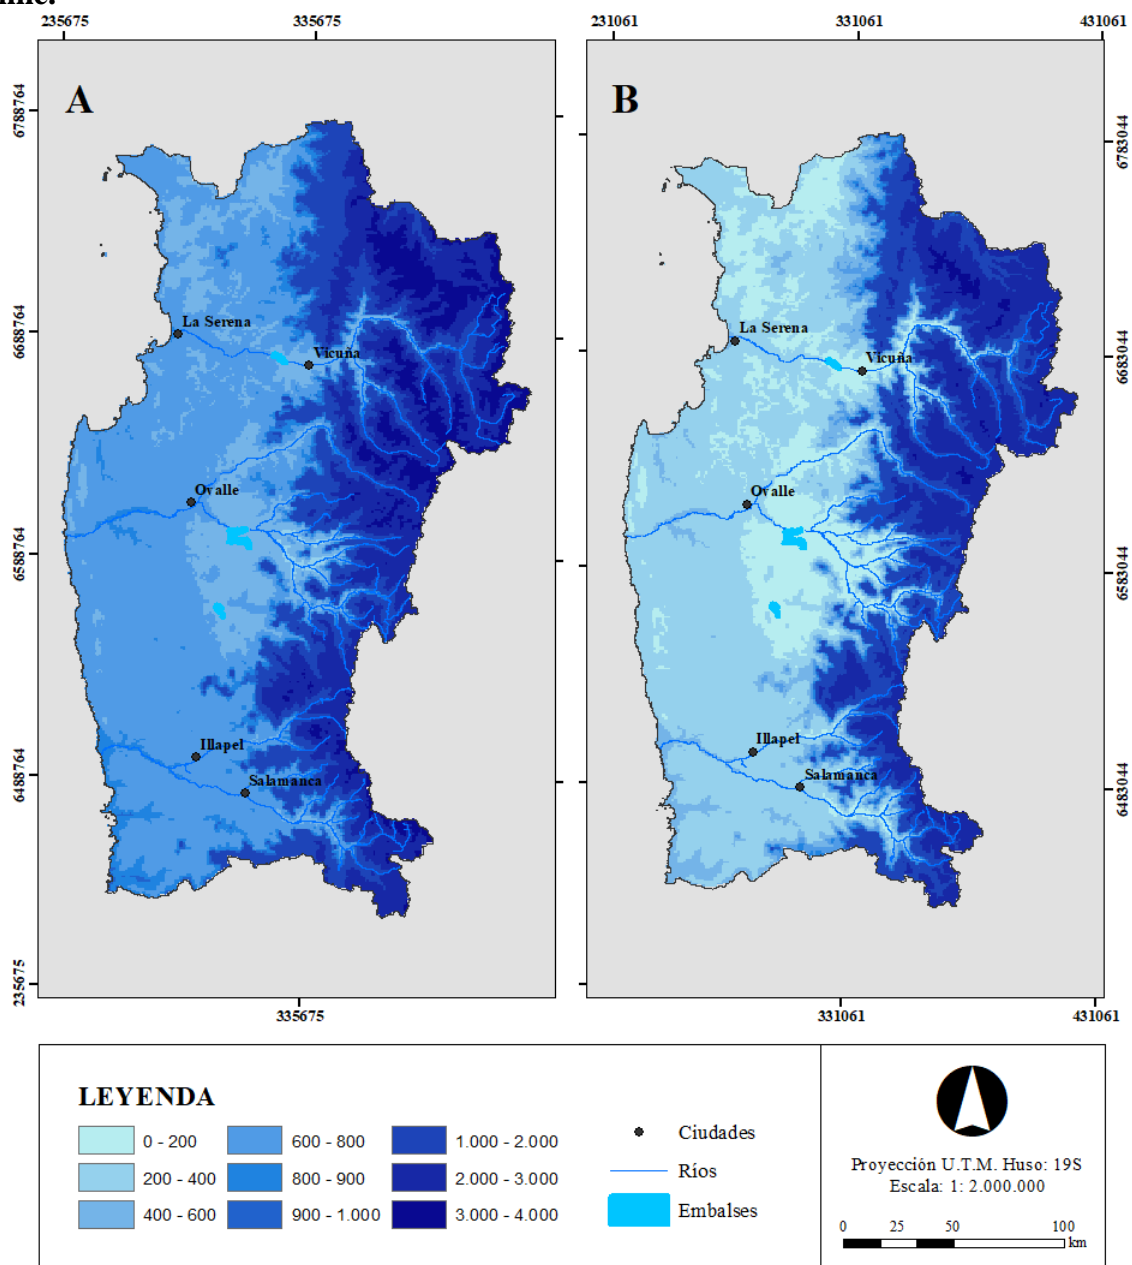 235675 335675 231061 331061 431061
A
B
6788764
6688764
6588764
6488764
235675
6783044
6683044
6583044
6483044
La Serena
Vicuña
Ovalle
Illapel
Salamanca
La Serena
Vicuña
Ovalle
Illapel
Salamanca
335675 331061 431061
LEYENDA
0 - 200
200 - 400
400 - 600
600 - 800
800 - 900
900 - 1.000
1.000 - 2.000
2.000 - 3.000
3.000 - 4.000
Ciudades
Ríos
Embalses
Proyección U.T.M. Huso: 19S
Escala: 1: 2.000.000
0 25 50 100
km